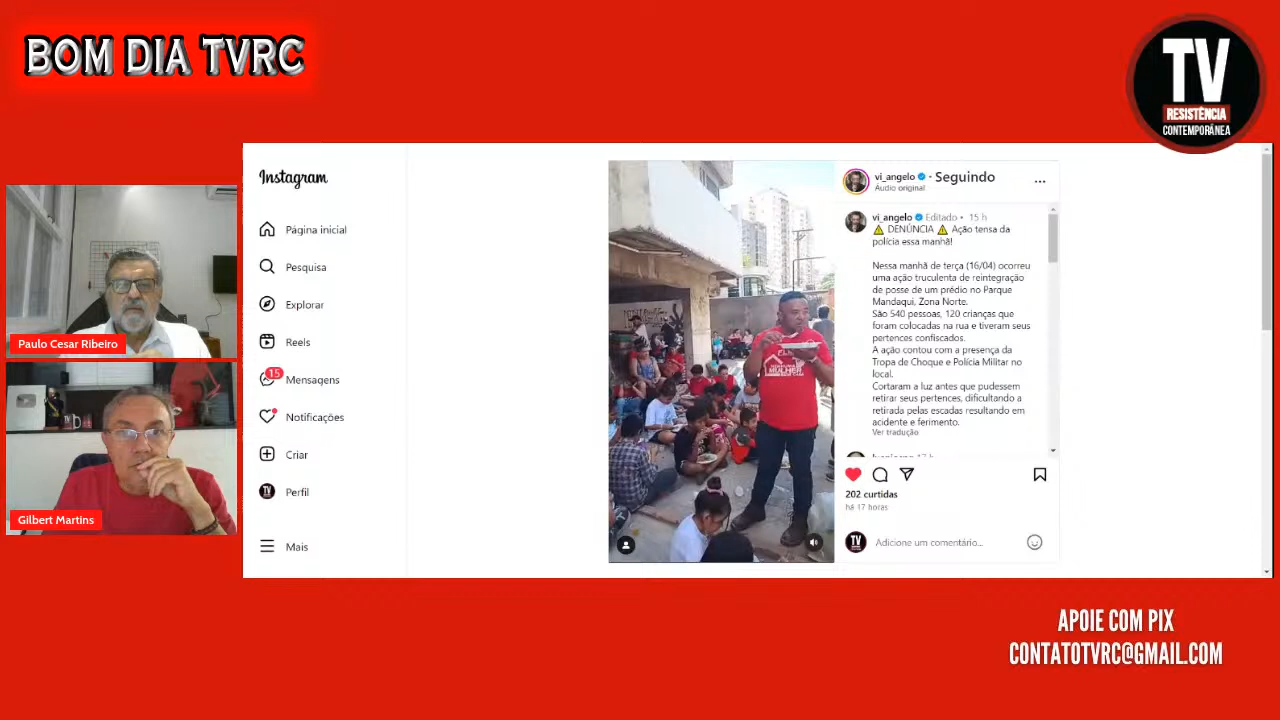 BOM DIA TVRC
TV
RESISTÊNCIA
CONTEMPORÂNEA
Paulo Cesar Ribeiro
Gilbert Martins
Instagram
Página inicial
Pesquisa
Explorar
Reels
15
Mensagens
Notificações
Criar
Perfil
Mais
MULHER
vi_angelo • Seguindo
Áudio original
vi_angelo Editado • 15 h
⚠ DENÚNCIA ⚠ Ação tensa da
polícia essa manhã!
Nessa manhã de terça (16/04) ocorreu
uma ação truculenta de reintegração
de posse de um prédio no Parque
Mandaqui, Zona Norte.
São 540 pessoas, 120 crianças que
foram colocadas na rua e tiveram seus
pertences confiscados.
A ação contou com a presença da
Tropa de Choque e Polícia Militar no
local.
Cortaram a luz antes que pudessem
retirar seus pertences, dificultando a
retirada pelas escadas resultando em
acidente e ferimento.
Ver tradução
202 curtidas
há 17 horas
Adicione um comentário...
APOIE COM PIX
CONTATOTVRC@GMAIL.COM